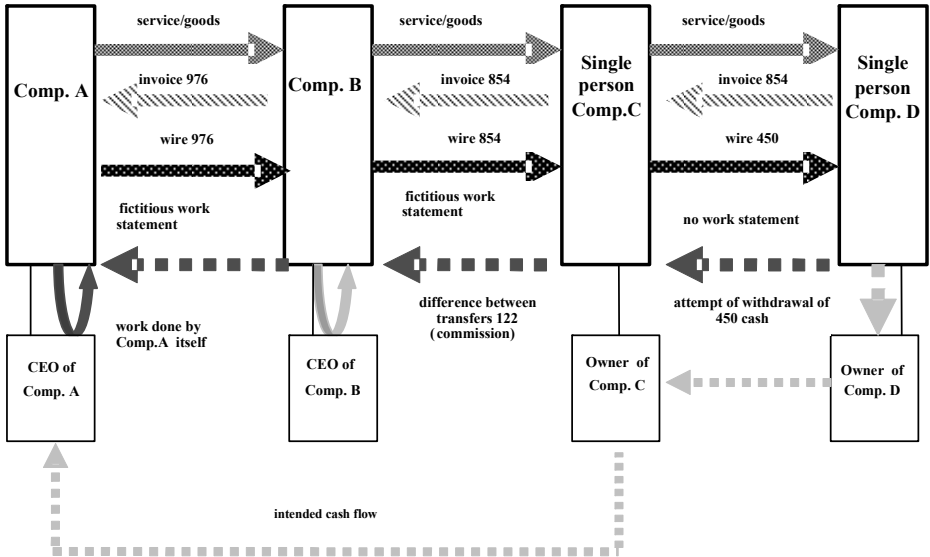 service/goods
service/goods
service/goods
Comp. A
invoice 976
Comp. B
invoice 854
Single
person
Comp.C
invoice 854
Single
person
Comp. D
wire 976
wire 854
wire 450
fictitious work
statement
fictitious work
statement
no work statement
work done by
Comp.A itself
difference between
transfers 122
(commission)
attempt of withdrawal of
450 cash
CEO of
Comp. A
CEO of
Comp. B
Owner of
Comp. C
Owner of
Comp. D
intended cash flow